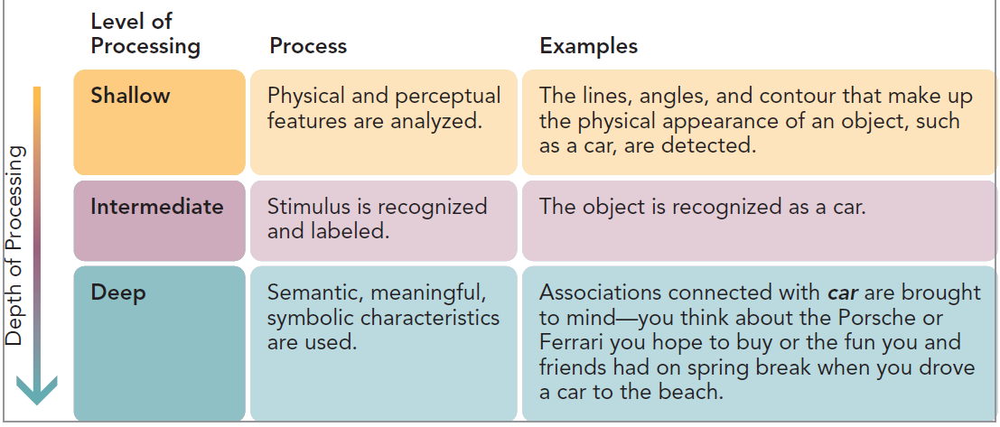 Level of
Processing
Process
Examples
Depth of Processing
Shallow
Physical and perceptual
features are analyzed.
The lines, angles, and contour that make up
the physical appearance of an object, such
as a car, are detected.
Intermediate
Stimulus is recognized
and labeled.
The object is recognized as a car.
Deep
Semantic, meaningful,
symbolic characteristics
are used.
Associations connected with car are brought
to mind—you think about the Porsche or
Ferrari you hope to buy or the fun you and
friends had on spring break when you drove
a car to the beach.